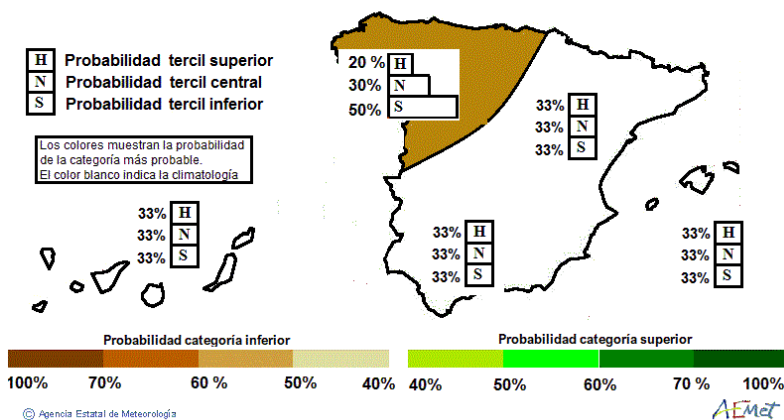 H Probabilidad tercil superior
N Probabilidad tercil central
S Probabilidad tercil inferior
Los colores muestran la probabilidad
de la categoría más probable.
El color blanco indica la climatología
20 % H
30% N
50% S
33% H
33% N
33% S
33% H
33% N
33% S
33% H
33% N
33% S
33% H
33% N
33% S
Probabilidad categoría inferior
100% 70% 60 % 50% 40%
Probabilidad categoría superior
40% 50% 60% 70 % 100%
© Agencia Estatal de Meteorología
AEMet